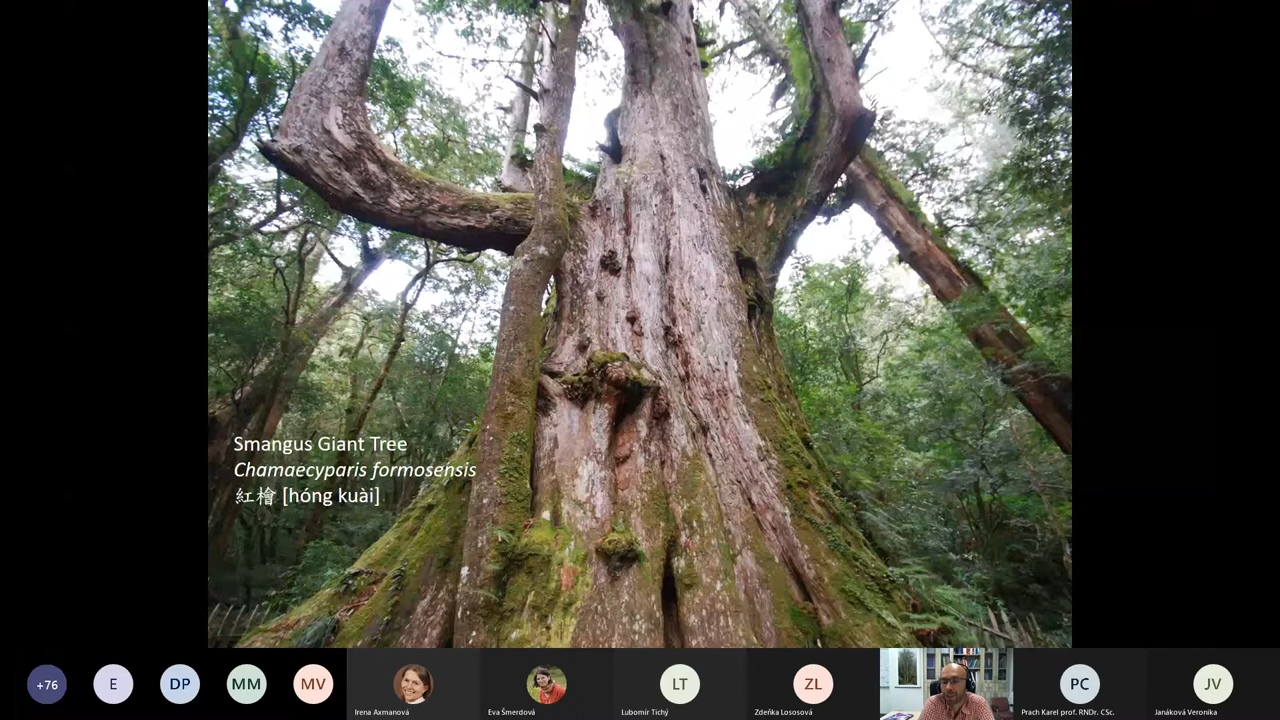 Smangus Giant Tree
Chamaecyparis formosensis
紅檜 [hóng kuài]
+76
E
DP
MM
MV
LT
ZL
PC
JV
Irena Axmanová
Eva Šmerdová
Lubomír Tichý
Zdeňka Lososová
Prach Karel prof. RNDr. CSc.
Janáková Veronika